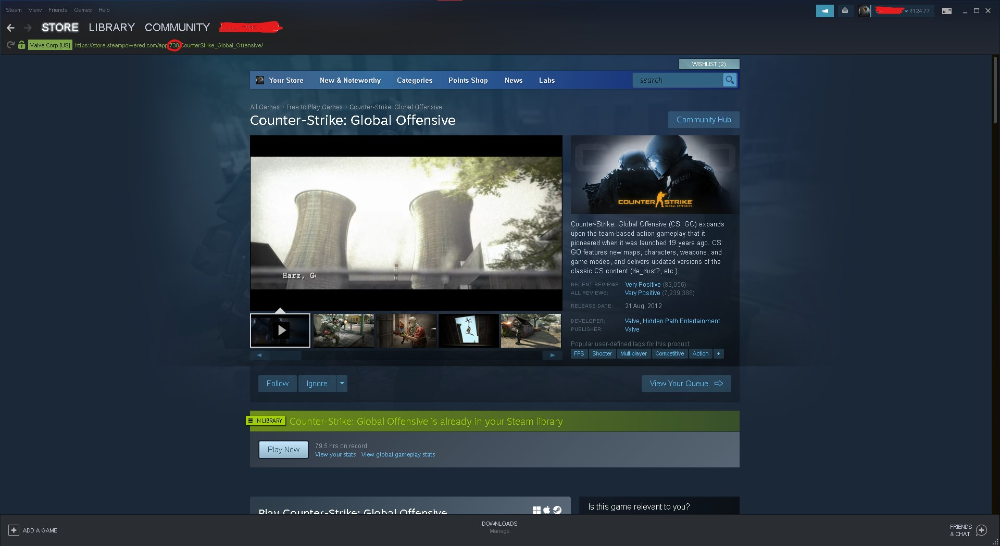 Steam View Friends Games Help
₹124.77
STORE LIBRARY COMMUNITY
Valve Corp [US] https://store.steampowered.com/app 730 CounterStrike_Global_Offensive/
WISHLIST (2)
Your Store New & Noteworthy Categories Points Shop News Labs search
All Games > Free to Play Games > Counter-Strike: Global Offensive
Counter-Strike: Global Offensive
Community Hub
POLIZEI
COUNTER STRIKE
GLOBAL OFFENSIVE
Harz, G
Counter-Strike: Global Offensive (CS: GO) expands
upon the team-based action gameplay that it
pioneered when it was launched 19 years ago. CS:
GO features new maps, characters, weapons, and
game modes, and delivers updated versions of the
classic CS content (de_dust2, etc.).
RECENT REVIEWS: Very Positive (82,056)
ALL REVIEWS: Very Positive (7,239,388)
RELEASE DATE: 21 Aug, 2012
DEVELOPER: Valve, Hidden Path Entertainment
PUBLISHER: Valve
Popular user-defined tags for this product:
FPS Shooter Multiplayer Competitive Action +
Follow Ignore
View Your Queue
IN LIBRARY Counter-Strike: Global Offensive is already in your Steam library
Play Now
79.5 hrs on record
View your stats View global gameplay stats
Play Counter-Strike: Global Offensive
Is this game relevant to you?
ADD A GAME
DOWNLOADS
Manage
FRIENDS
& CHAT